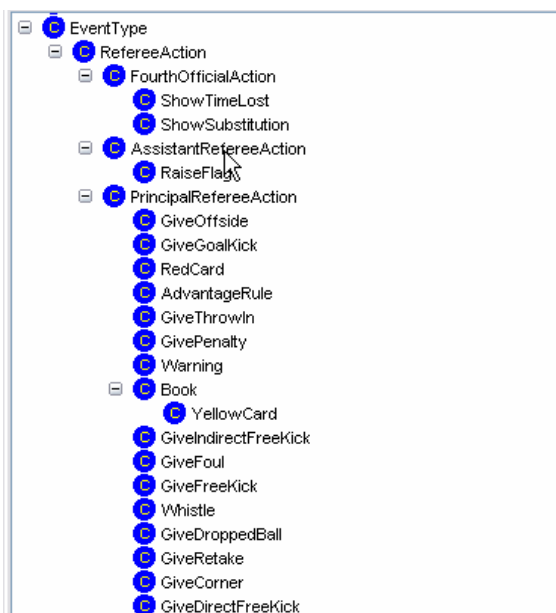 EventType
RefereeAction
FourthOfficialAction
ShowTimeLost
ShowSubstitution
AssistantRefereeAction
RaiseFlag
PrincipalRefereeAction
GiveOffside
GiveGoalKick
RedCard
AdvantageRule
GiveThrowIn
GivePenalty
Warning
Book
YellowCard
GiveIndirectFreeKick
GiveFoul
GiveFreeKick
Whistle
GiveDroppedBall
GiveRetake
GiveCorner
GiveDirectFreeKick